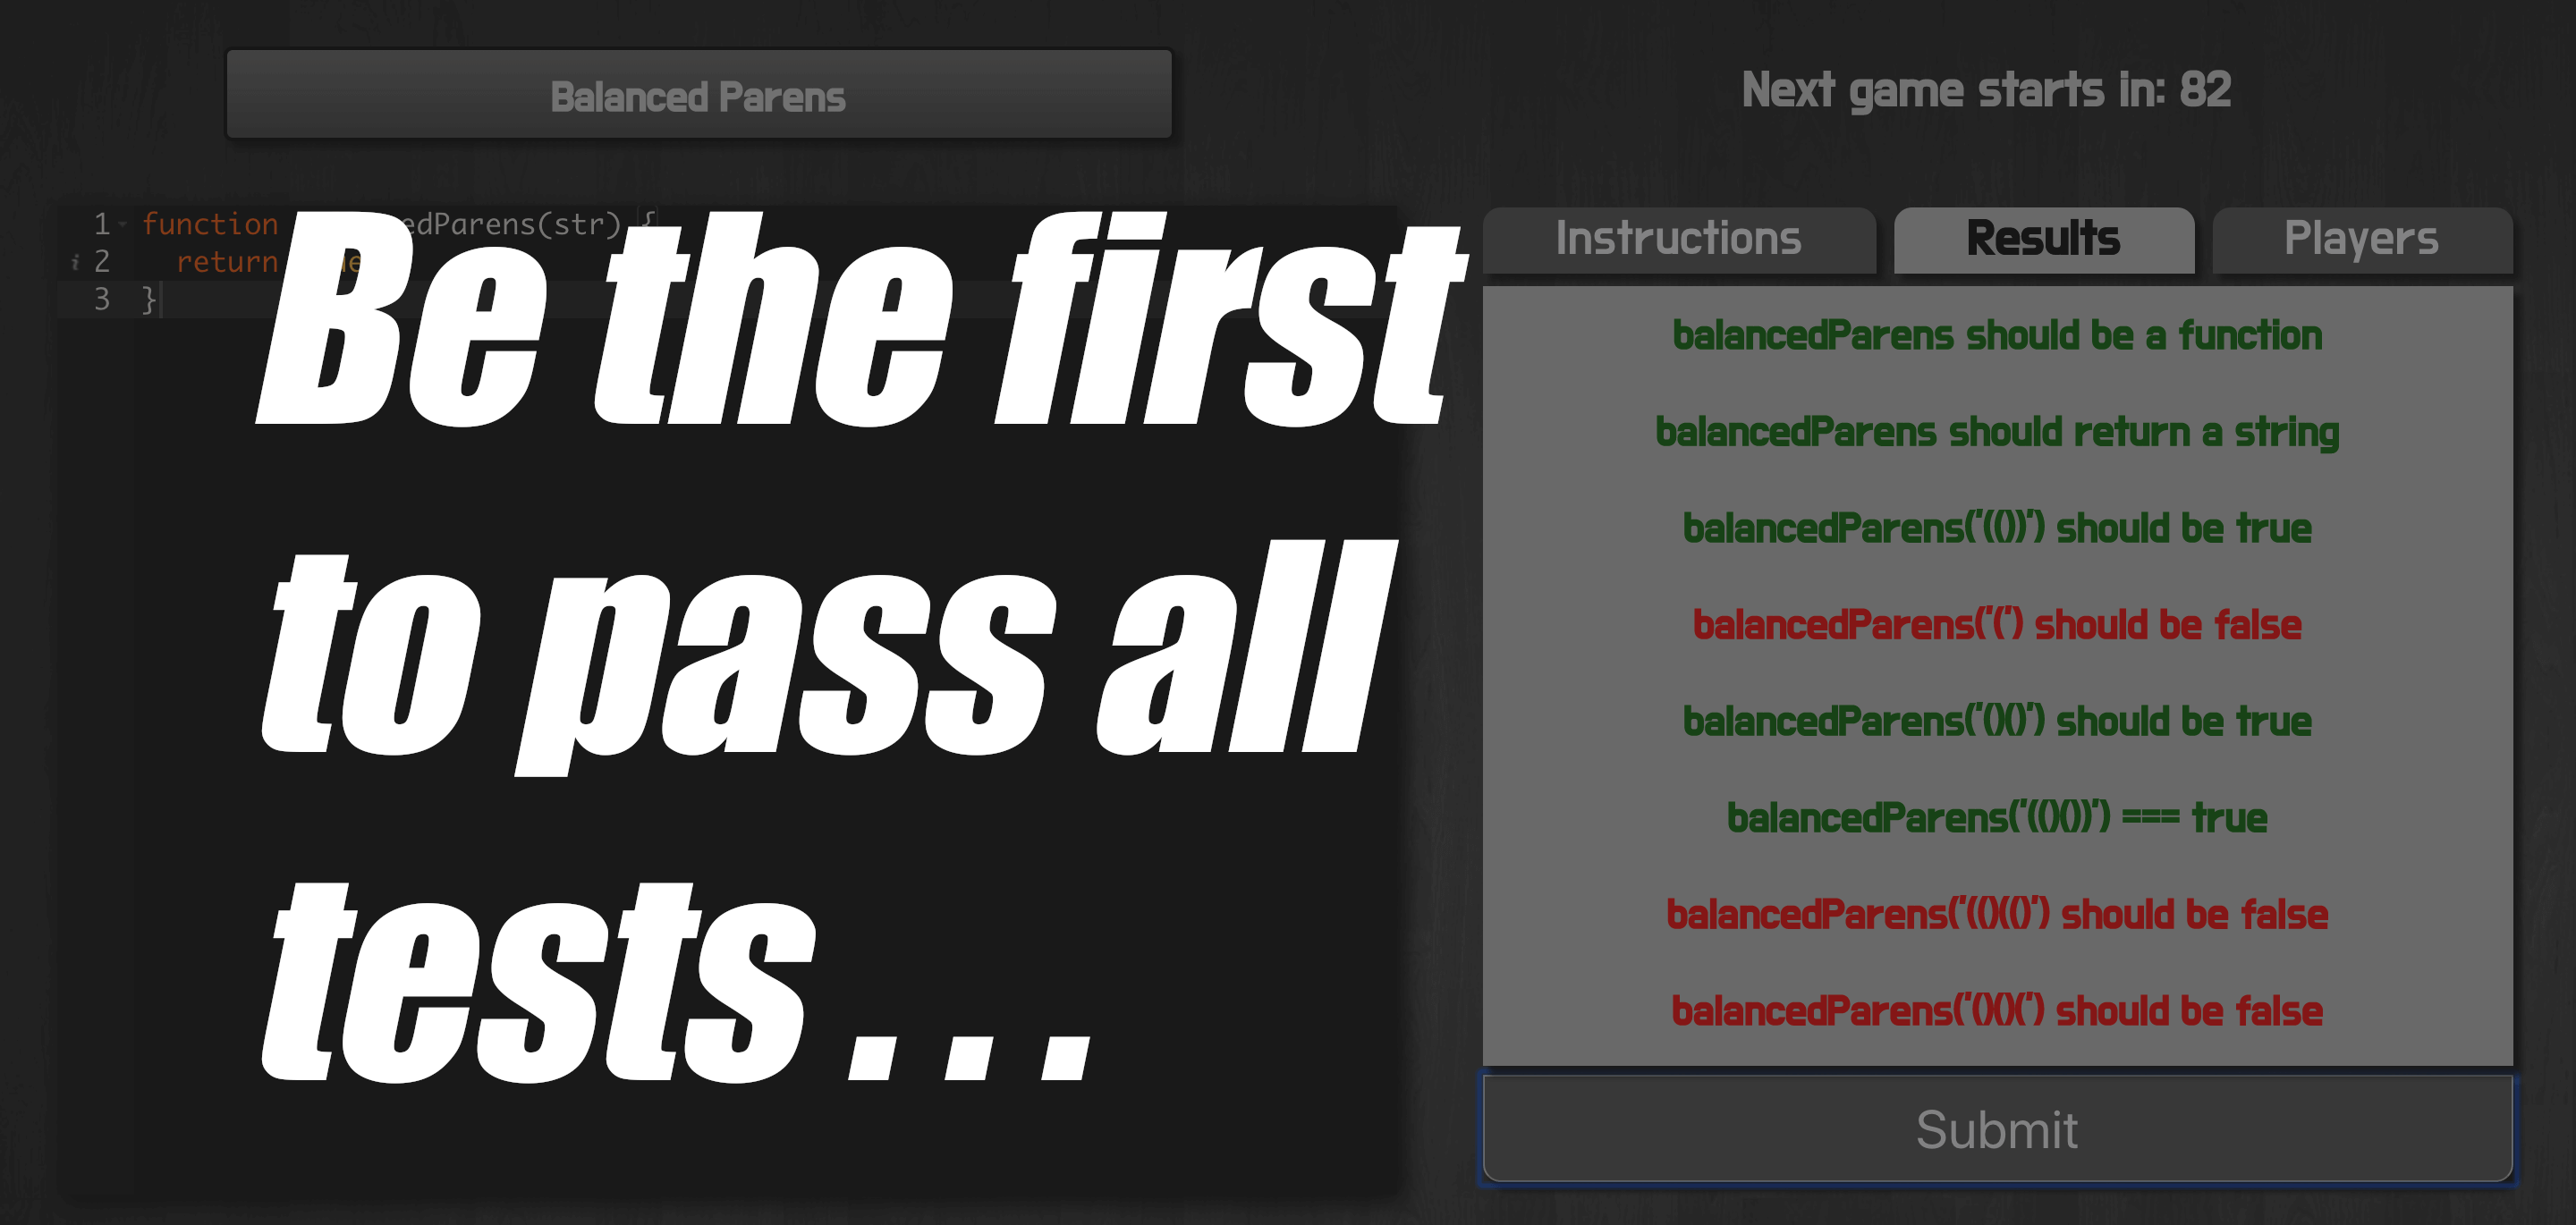 Balanced Parens
Next game starts in: 82
1 function edParens(str) {
2 return
3 }
Be the first
to pass all
tests...
Instructions
Results
Players
balancedParens should be a function
balancedParens should return a string
balancedParens('(())') should be true
balancedParens('(') should be false
balancedParens('()()') should be true
balancedParens('(()())') === true
balancedParens('(()(()') should be false
balancedParens('()()(') should be false
Submit